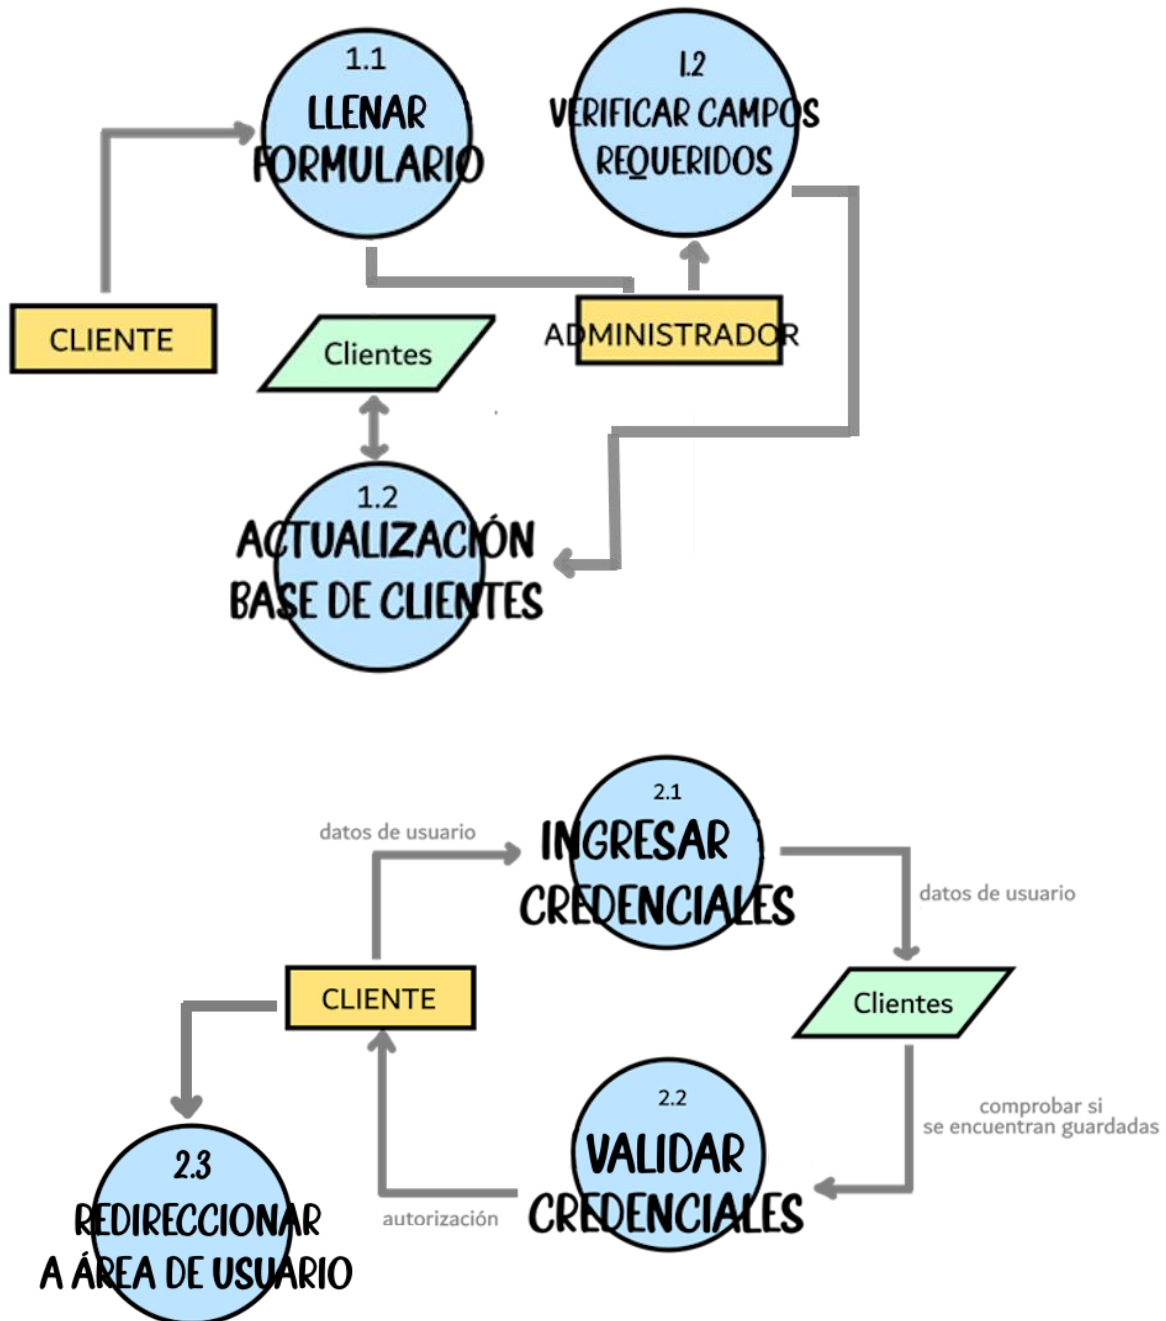 1.1
LLENAR
FORMULARIO
1.2
VERIFICAR CAMPOS
REQUERIDOS
CLIENTE
Clientes
ADMINISTRADOR
1.2
ACTUALIZACIÓN
BASE DE CLIENTES
2.1
INGRESAR
CREDENCIALES
datos de usuario
datos de usuario
CLIENTE
Clientes
2.2
VALIDAR
CREDENCIALES
comprobar si
se encuentran guardadas
autorización
2.3
REDIRECCIONAR
A ÁREA DE USUARIO